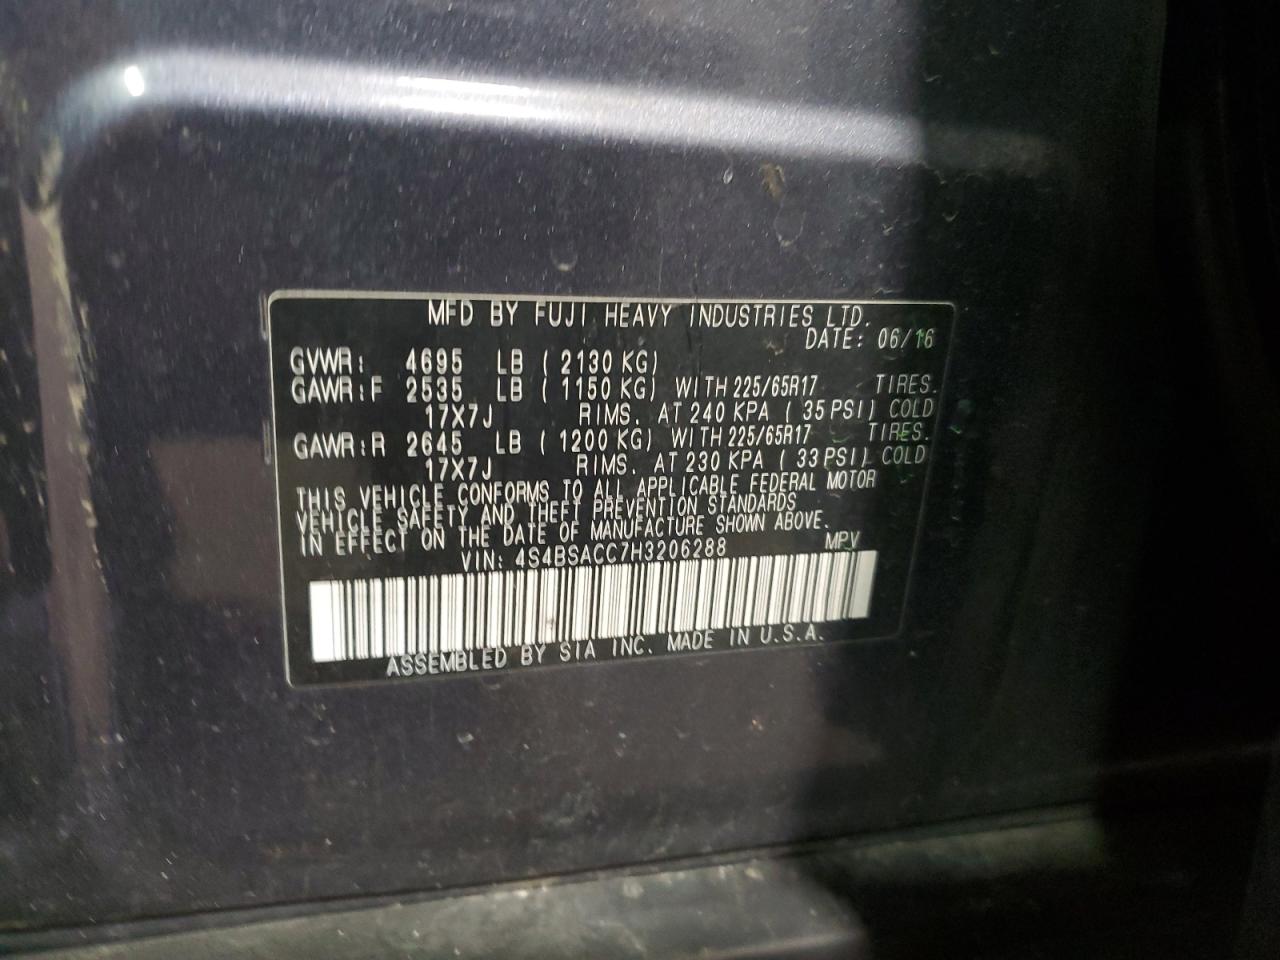 MFD BY FUJI HEAVY INDUSTRIES LTD.
DATE: 06/16
GVWR: 4695 LB ( 2130 KG)
GAWR:F 2535 LB ( 1150 KG) WITH 225/65R17 TIRES.
17X7J RIMS. AT 240 KPA ( 35 PSI) COLD
GAWR:R 2645 LB ( 1200 KG) WITH 225/65R17 TIRES.
17X7J RIMS. AT 230 KPA ( 33 PSI) COLD
THIS VEHICLE CONFORMS TO ALL APPLICABLE FEDERAL MOTOR
VEHICLE SAFETY AND THEFT PREVENTION STANDARDS
IN EFFECT ON THE DATE OF MANUFACTURE SHOWN ABOVE.
VIN: 4S4BSACC7H3206288 MPV
ASSEMBLED BY SIA INC. MADE IN U.S.A.